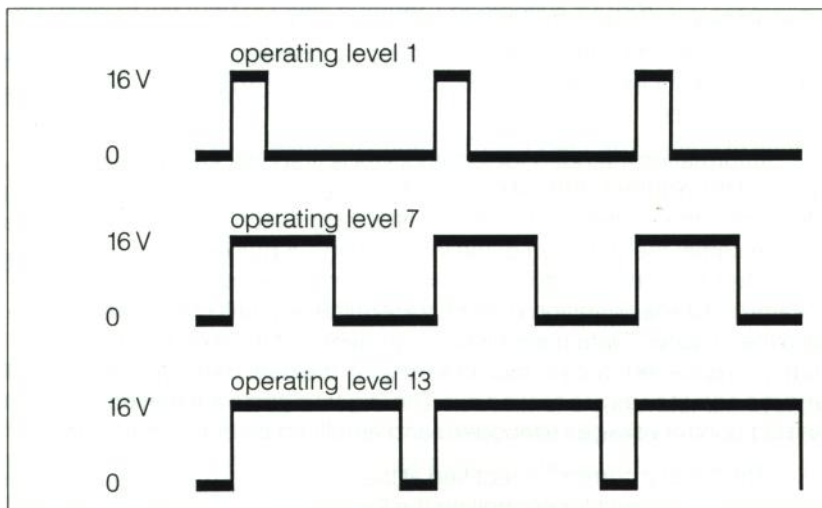 operating level 1
16 V
0
operating level 7
16 V
0
operating level 13
16 V
0